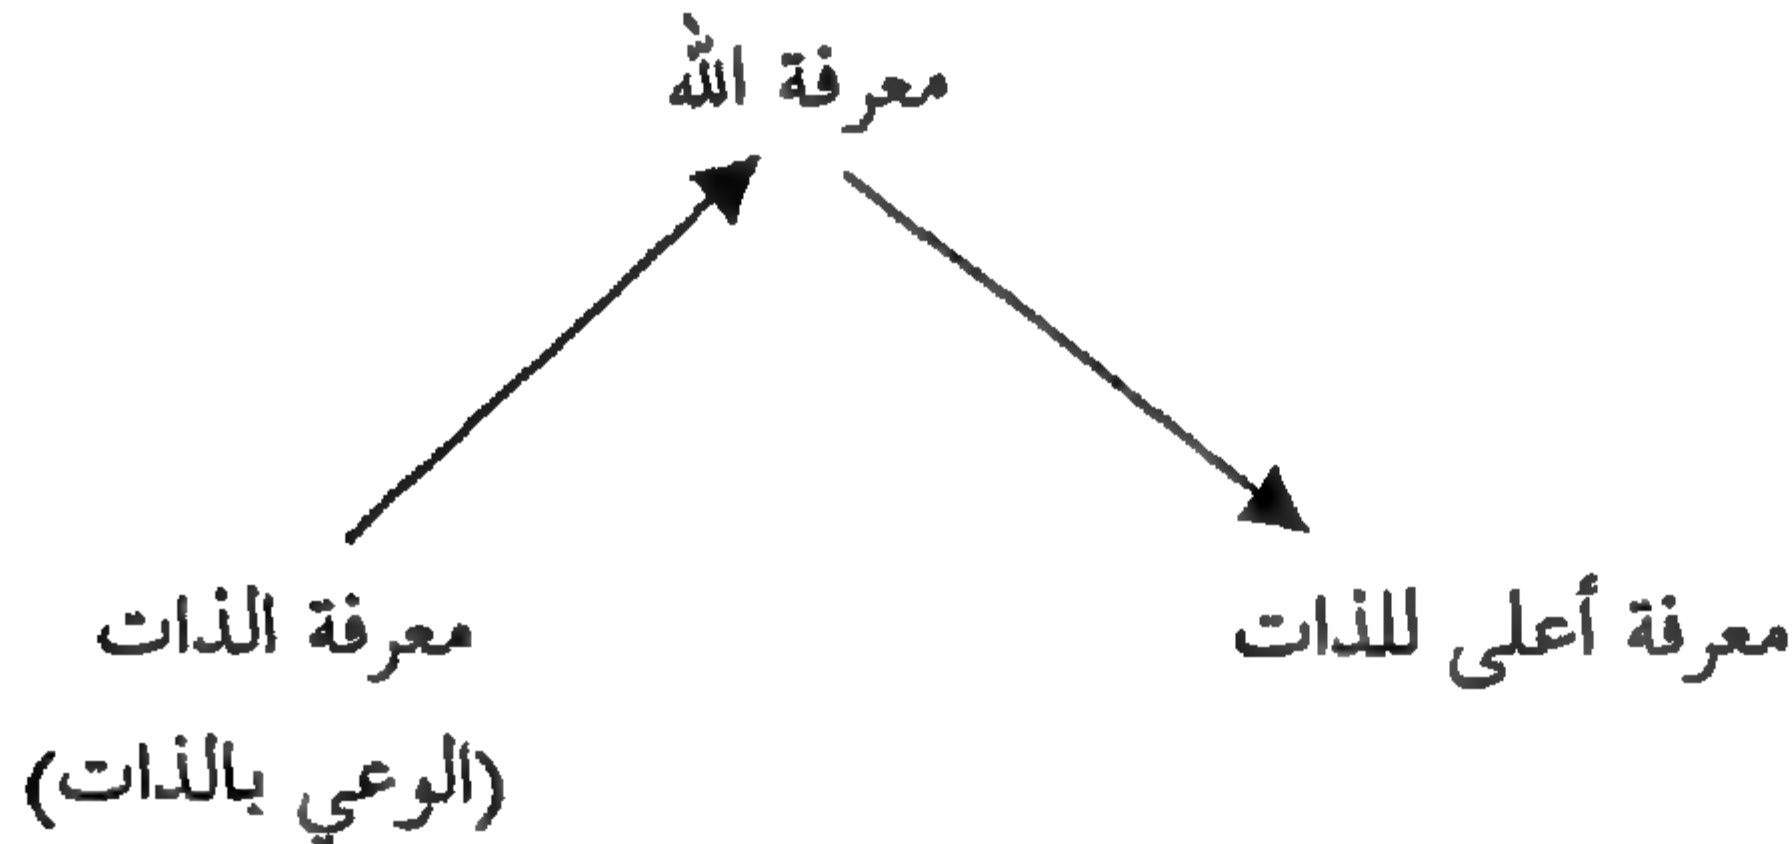 معرفة الله
معرفة أعلى للذات
معرفة الذات
(الوعي بالذات)